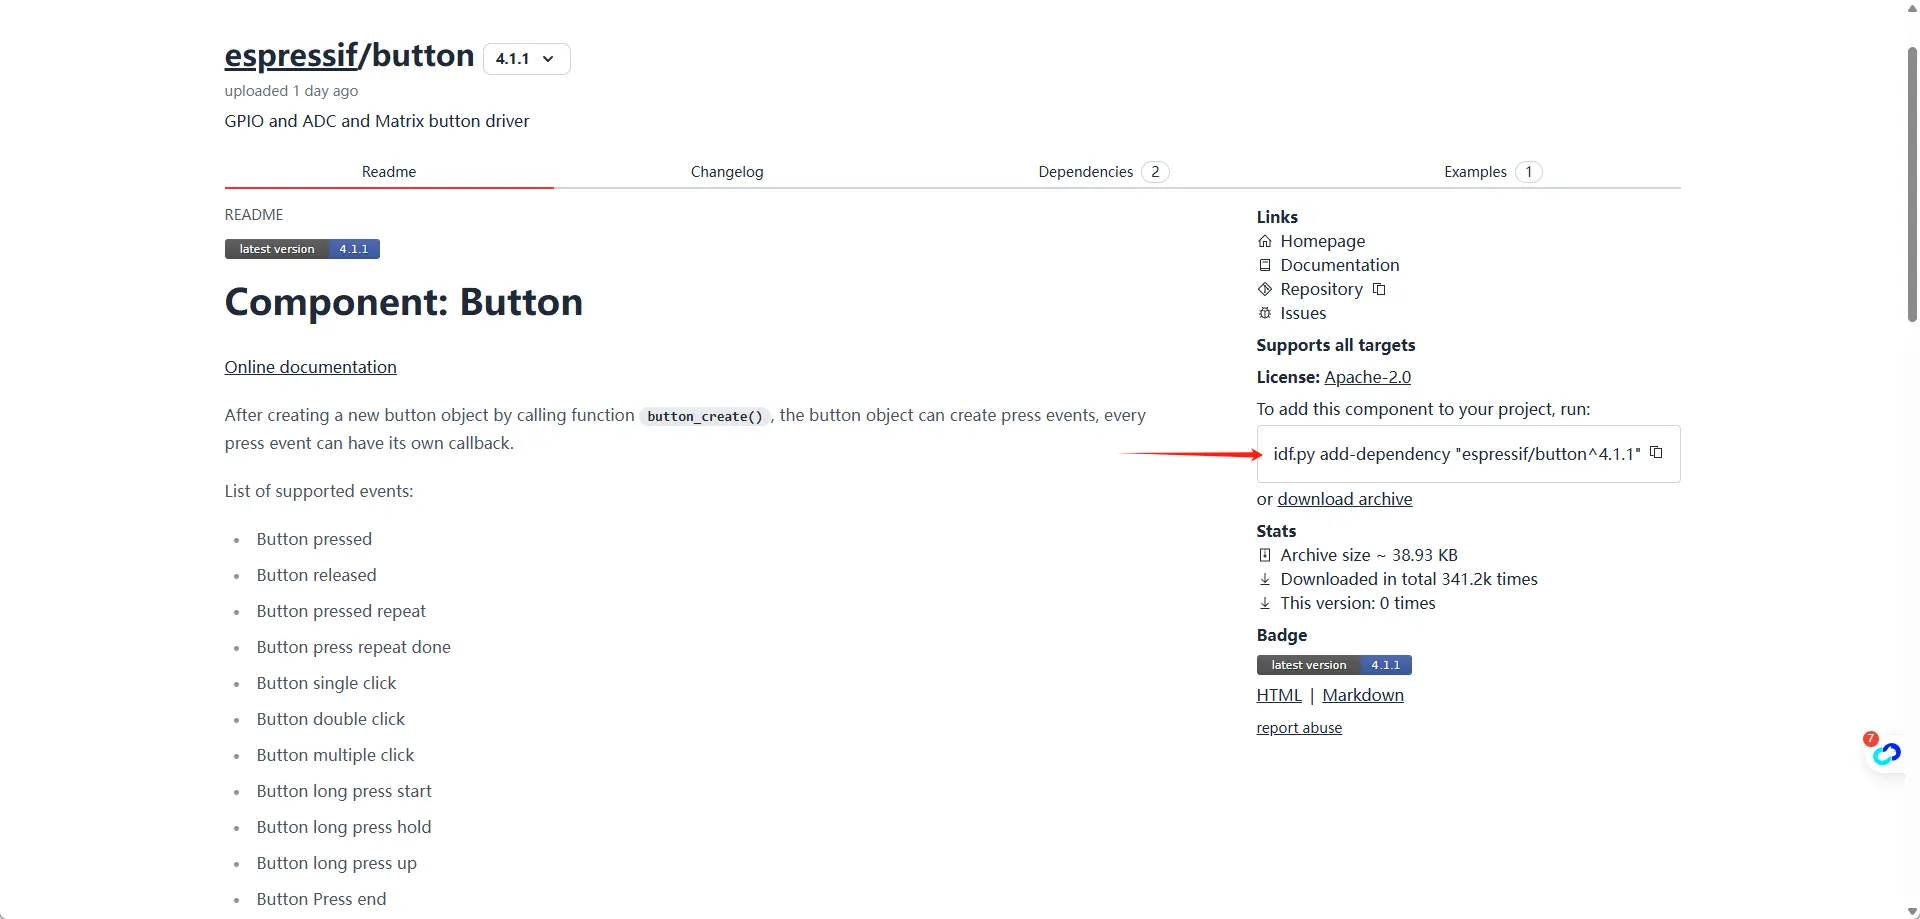 espressif/button 4.1.1
uploaded 1 day ago
GPIO and ADC and Matrix button driver
Readme
Changelog
Dependencies 2
Examples 1
README
latest version 4.1.1
Component: Button
Online documentation
After creating a new button object by calling function button_create(), the button object can create press events, every
press event can have its own callback.
List of supported events:
Button pressed
Button released
Button pressed repeat
Button press repeat done
Button single click
Button double click
Button multiple click
Button long press start
Button long press hold
Button long press up
Button Press end
Links
Homepage
Documentation
Repository
Issues
Supports all targets
License: Apache-2.0
To add this component to your project, run:
idf.py add-dependency "espressif/button^4.1.1"
or download archive
Stats
Archive size ~ 38.93 KB
Downloaded in total 341.2k times
This version: 0 times
Badge
latest version 4.1.1
HTML | Markdown
report abuse
7